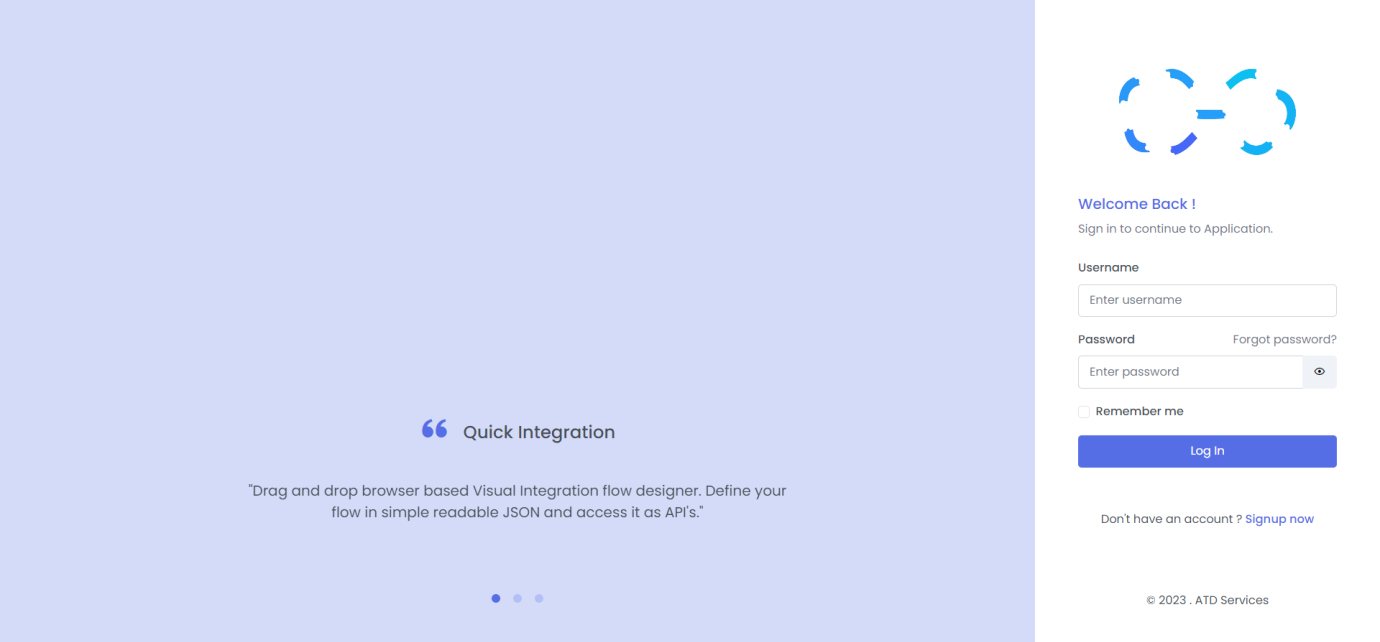 Quick Integration
"Drag and drop browser based Visual Integration flow designer. Define your
flow in simple readable JSON and access it as API's."
Welcome Back !
Sign in to continue to Application.
Username
Enter username
Password Forgot password?
Enter password
Remember me
Log In
Don't have an account ? Signup now
© 2023 . ATD Services